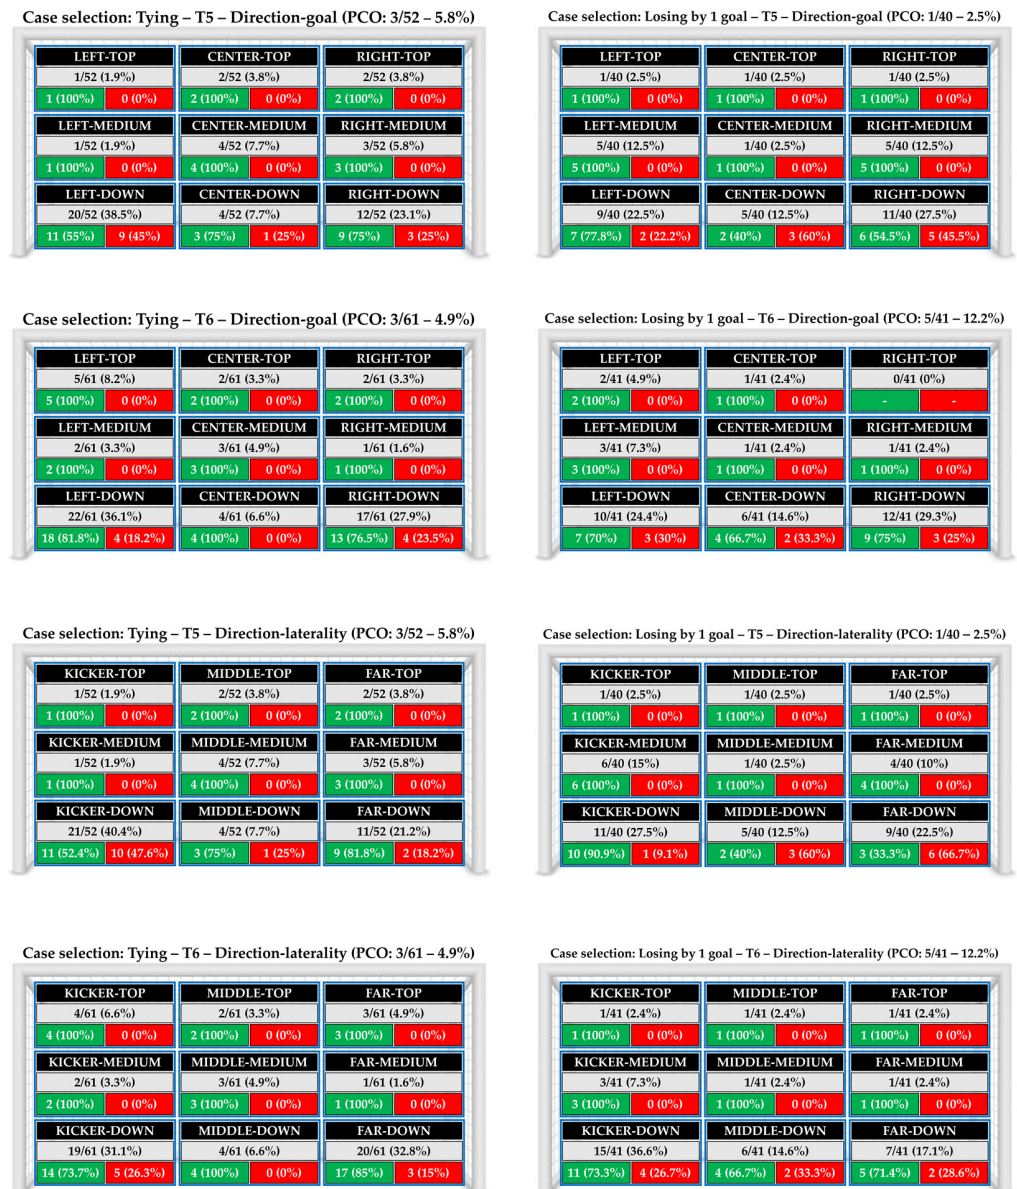 Case selection: Tying – T5 – Direction-goal (PCO: 3/52 – 5.8%)
LEFT-TOP CENTER-TOP RIGHT-TOP
1/52 (1.9%) 2/52 (3.8%) 2/52 (3.8%)
1 (100%) 0 (0%) 2 (100%) 0 (0%) 2 (100%) 0 (0%)
LEFT-MEDIUM CENTER-MEDIUM RIGHT-MEDIUM
1/52 (1.9%) 4/52 (7.7%) 3/52 (5.8%)
1 (100%) 0 (0%) 4 (100%) 0 (0%) 3 (100%) 0 (0%)
LEFT-DOWN CENTER-DOWN RIGHT-DOWN
20/52 (38.5%) 4/52 (7.7%) 12/52 (23.1%)
11 (55%) 9 (45%) 3 (75%) 1 (25%) 9 (75%) 3 (25%)
Case selection: Losing by 1 goal – T5 – Direction-goal (PCO: 1/40 – 2.5%)
LEFT-TOP CENTER-TOP RIGHT-TOP
1/40 (2.5%) 1/40 (2.5%) 1/40 (2.5%)
1 (100%) 0 (0%) 1 (100%) 0 (0%) 1 (100%) 0 (0%)
LEFT-MEDIUM CENTER-MEDIUM RIGHT-MEDIUM
5/40 (12.5%) 1/40 (2.5%) 5/40 (12.5%)
5 (100%) 0 (0%) 1 (100%) 0 (0%) 5 (100%) 0 (0%)
LEFT-DOWN CENTER-DOWN RIGHT-DOWN
9/40 (22.5%) 5/40 (12.5%) 11/40 (27.5%)
7 (77.8%) 2 (22.2%) 2 (40%) 3 (60%) 6 (54.5%) 5 (45.5%)
Case selection: Tying – T6 – Direction-goal (PCO: 3/61 – 4.9%)
LEFT-TOP CENTER-TOP RIGHT-TOP
5/61 (8.2%) 2/61 (3.3%) 2/61 (3.3%)
5 (100%) 0 (0%) 2 (100%) 0 (0%) 2 (100%) 0 (0%)
LEFT-MEDIUM CENTER-MEDIUM RIGHT-MEDIUM
2/61 (3.3%) 3/61 (4.9%) 1/61 (1.6%)
2 (100%) 0 (0%) 3 (100%) 0 (0%) 1 (100%) 0 (0%)
LEFT-DOWN CENTER-DOWN RIGHT-DOWN
22/61 (36.1%) 4/61 (6.6%) 17/61 (27.9%)
18 (81.8%) 4 (18.2%) 4 (100%) 0 (0%) 13 (76.5%) 4 (23.5%)
Case selection: Losing by 1 goal – T6 – Direction-goal (PCO: 5/41 – 12.2%)
LEFT-TOP CENTER-TOP RIGHT-TOP
2/41 (4.9%) 1/41 (2.4%) 0/41 (0%)
2 (100%) 0 (0%) 1 (100%) 0 (0%) - -
LEFT-MEDIUM CENTER-MEDIUM RIGHT-MEDIUM
3/41 (7.3%) 1/41 (2.4%) 1/41 (2.4%)
3 (100%) 0 (0%) 1 (100%) 0 (0%) 1 (100%) 0 (0%)
LEFT-DOWN CENTER-DOWN RIGHT-DOWN
10/41 (24.4%) 6/41 (14.6%) 12/41 (29.3%)
7 (70%) 3 (30%) 4 (66.7%) 2 (33.3%) 9 (75%) 3 (25%)
Case selection: Tying – T5 – Direction-laterality (PCO: 3/52 – 5.8%)
KICKER-TOP MIDDLE-TOP FAR-TOP
1/52 (1.9%) 2/52 (3.8%) 2/52 (3.8%)
1 (100%) 0 (0%) 2 (100%) 0 (0%) 2 (100%) 0 (0%)
KICKER-MEDIUM MIDDLE-MEDIUM FAR-MEDIUM
1/52 (1.9%) 4/52 (7.7%) 3/52 (5.8%)
1 (100%) 0 (0%) 4 (100%) 0 (0%) 3 (100%) 0 (0%)
KICKER-DOWN MIDDLE-DOWN FAR-DOWN
21/52 (40.4%) 4/52 (7.7%) 11/52 (21.2%)
11 (52.4%) 10 (47.6%) 3 (75%) 1 (25%) 9 (81.8%) 2 (18.2%)
Case selection: Losing by 1 goal – T5 – Direction-laterality (PCO: 1/40 – 2.5%)
KICKER-TOP MIDDLE-TOP FAR-TOP
1/40 (2.5%) 1/40 (2.5%) 1/40 (2.5%)
1 (100%) 0 (0%) 1 (100%) 0 (0%) 1 (100%) 0 (0%)
KICKER-MEDIUM MIDDLE-MEDIUM FAR-MEDIUM
6/40 (15%) 1/40 (2.5%) 4/40 (10%)
6 (100%) 0 (0%) 1 (100%) 0 (0%) 4 (100%) 0 (0%)
KICKER-DOWN MIDDLE-DOWN FAR-DOWN
11/40 (27.5%) 5/40 (12.5%) 9/40 (22.5%)
10 (90.9%) 1 (9.1%) 2 (40%) 3 (60%) 3 (33.3%) 6 (66.7%)
Case selection: Tying – T6 – Direction-laterality (PCO: 3/61 – 4.9%)
KICKER-TOP MIDDLE-TOP FAR-TOP
4/61 (6.6%) 2/61 (3.3%) 3/61 (4.9%)
4 (100%) 0 (0%) 2 (100%) 0 (0%) 3 (100%) 0 (0%)
KICKER-MEDIUM MIDDLE-MEDIUM FAR-MEDIUM
2/61 (3.3%) 3/61 (4.9%) 1/61 (1.6%)
2 (100%) 0 (0%) 3 (100%) 0 (0%) 1 (100%) 0 (0%)
KICKER-DOWN MIDDLE-DOWN FAR-DOWN
19/61 (31.1%) 4/61 (6.6%) 20/61 (32.8%)
14 (73.7%) 5 (26.3%) 4 (100%) 0 (0%) 17 (85%) 3 (15%)
Case selection: Losing by 1 goal – T6 – Direction-laterality (PCO: 5/41 – 12.2%)
KICKER-TOP MIDDLE-TOP FAR-TOP
1/41 (2.4%) 1/41 (2.4%) 1/41 (2.4%)
1 (100%) 0 (0%) 1 (100%) 0 (0%) 1 (100%) 0 (0%)
KICKER-MEDIUM MIDDLE-MEDIUM FAR-MEDIUM
3/41 (7.3%) 1/41 (2.4%) 1/41 (2.4%)
3 (100%) 0 (0%) 1 (100%) 0 (0%) 1 (100%) 0 (0%)
KICKER-DOWN MIDDLE-DOWN FAR-DOWN
15/41 (36.6%) 6/41 (14.6%) 7/41 (17.1%)
11 (73.3%) 4 (26.7%) 4 (66.7%) 2 (33.3%) 5 (71.4%) 2 (28.6%)